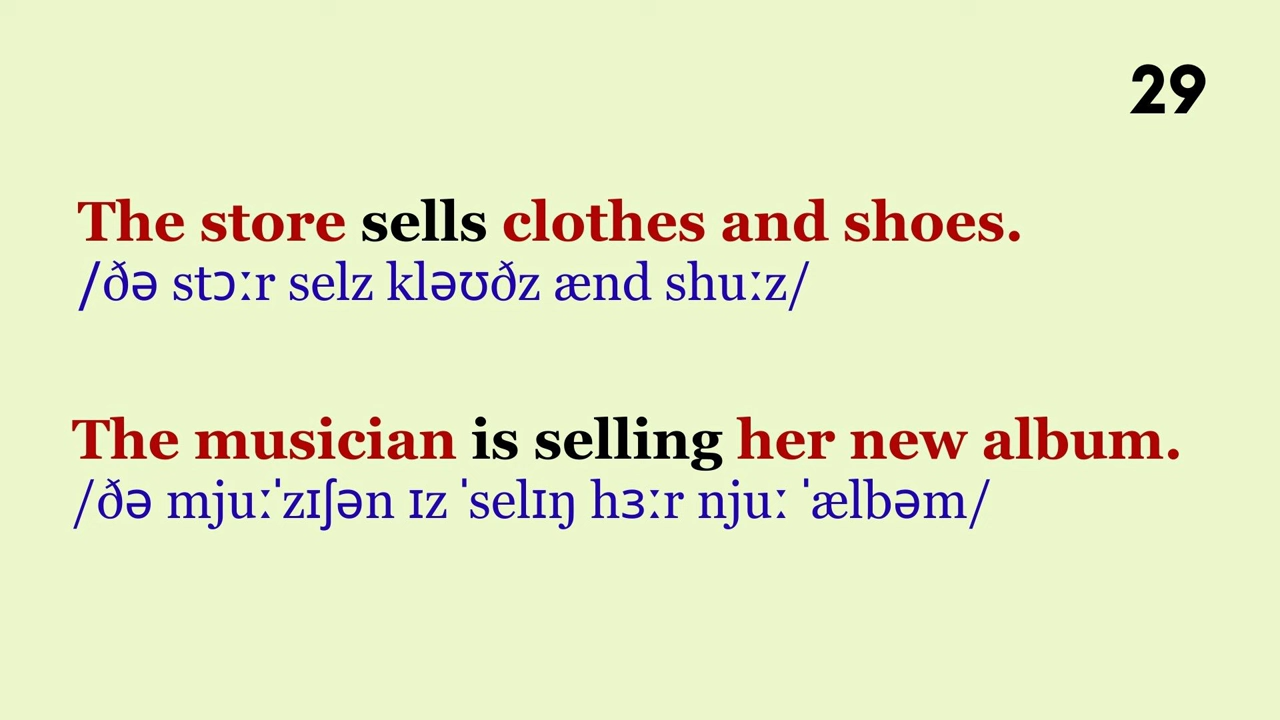 29
The store sells clothes and shoes.
/ðə stɔːr selz kləʊðz ænd shuːz/
The musician is selling her new album.
/ðə mjuːˈzɪʃən ɪz ˈselɪŋ hɜːr njuː ˈælbəm/